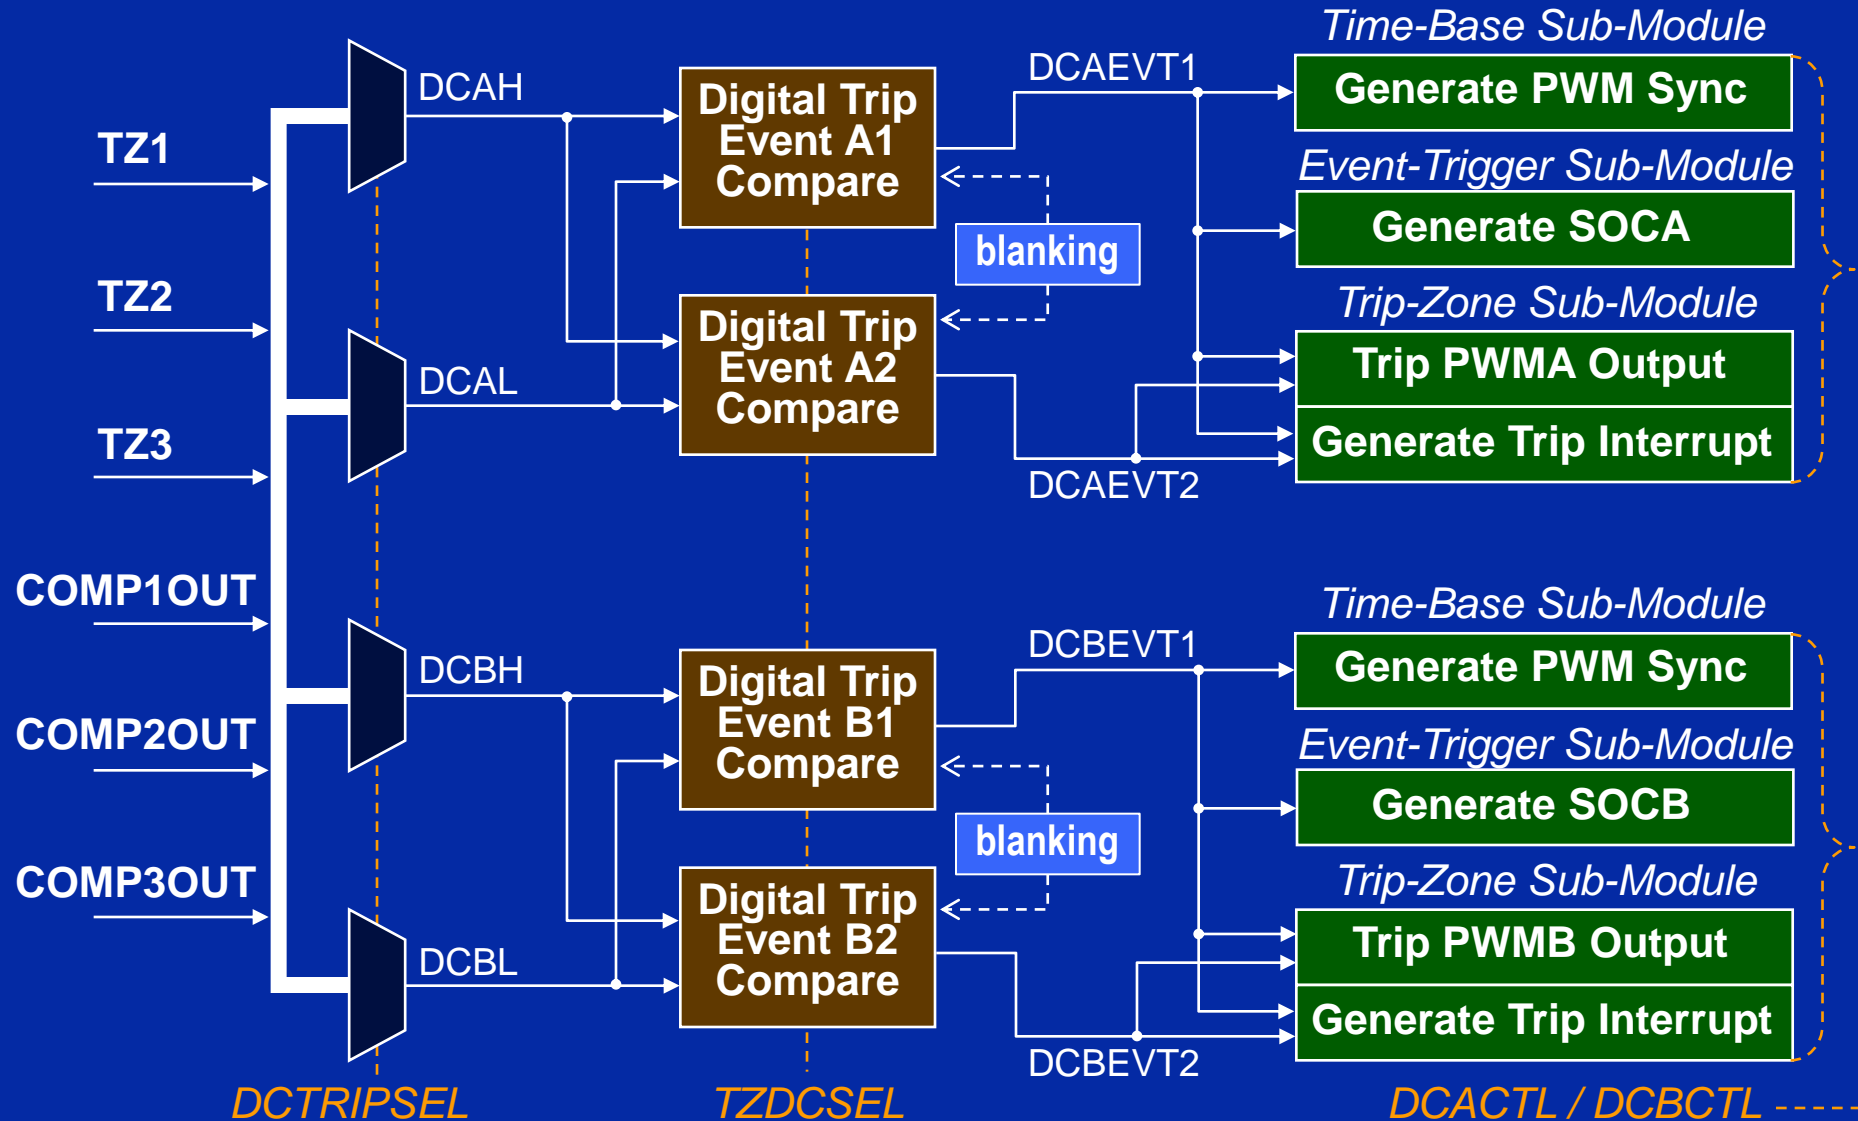 TZ1
TZ2
TZ3
COMP1OUT
COMP2OUT
COMP3OUT
DCAH
DCAL
DCBH
DCBL
Digital Trip
Event A1
Compare
Digital Trip
Event A2
Compare
Digital Trip
Event B1
Compare
Digital Trip
Event B2
Compare
blanking
blanking
DCAEVT1
DCAEVT2
DCBEVT1
DCBEVT2
Time-Base Sub-Module
Generate PWM Sync
Event-Trigger Sub-Module
Generate SOCA
Trip-Zone Sub-Module
Trip PWMA Output
Generate Trip Interrupt
Time-Base Sub-Module
Generate PWM Sync
Event-Trigger Sub-Module
Generate SOCB
Trip-Zone Sub-Module
Trip PWMB Output
Generate Trip Interrupt
DCTRIPSEL
TZDCSEL
DCACTL / DCBCTL